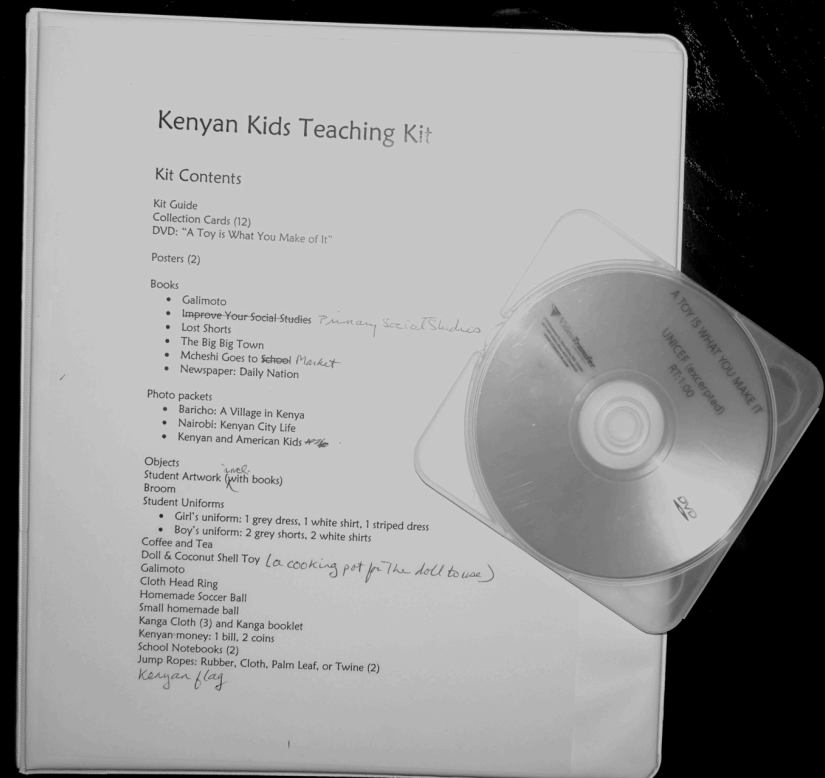 Kenyan Kids Teaching Kit
Kit Contents
Kit Guide
Collection Cards (12)
DVD: "A Toy is What You Make of It"
Posters (2)
Books
• Galimoto
• Improve Your Social Studies Primary Social Studies
• Lost Shorts
• The Big Big Town
• Mcheshi Goes to School Market
• Newspaper: Daily Nation
Photo packets
• Baricho: A Village in Kenya
• Nairobi: Kenyan City Life
• Kenyan and American Kids
Objects
incl.
Student Artwork (with books)
Broom
Student Uniforms
• Girl's uniform: 1 grey dress, 1 white shirt, 1 striped dress
• Boy's uniform: 2 grey shorts, 2 white shirts
Coffee and Tea
Doll & Coconut Shell Toy (a cooking pot for the doll to use)
Galimoto
Cloth Head Ring
Homemade Soccer Ball
Small homemade ball
Kanga Cloth (3) and Kanga booklet
Kenyan money: 1 bill, 2 coins
School Notebooks (2)
Jump Ropes: Rubber, Cloth, Palm Leaf, or Twine (2)
Kenyan flag
A TOY IS WHAT YOU MAKE IT
UNICEF (excerpted)
RT:1:00
DVD